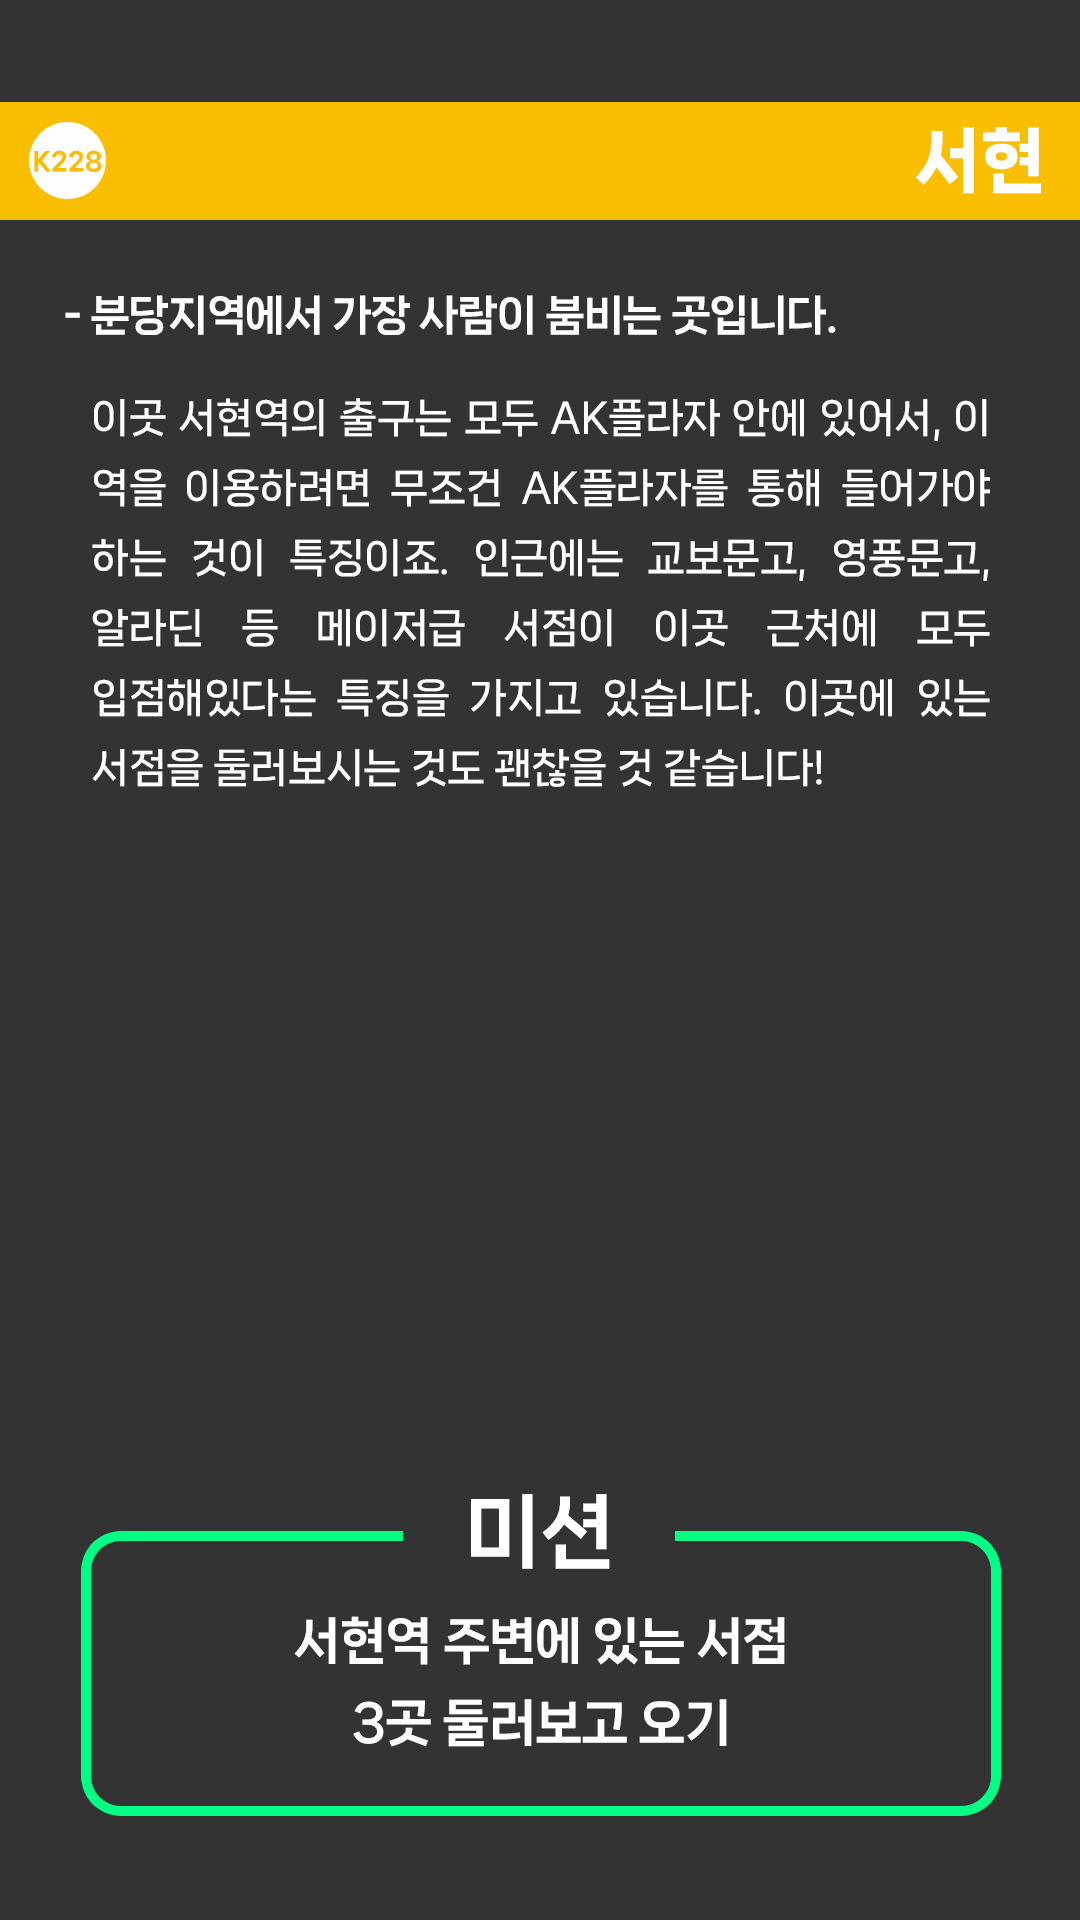 K228
서현
- 분당지역에서 가장 사람이 붐비는 곳입니다.
이곳 서현역의 출구는 모두 AK플라자 안에 있어서, 이
역을 이용하려면 무조건 AK플라자를 통해 들어가야
하는 것이 특징이죠. 인근에는 교보문고, 영풍문고,
알라딘 등 메이저급 서점이 이곳 근처에 모두
입점해있다는 특징을 가지고 있습니다. 이곳에 있는
서점을 둘러보시는 것도 괜찮을 것 같습니다!
미션
서현역 주변에 있는 서점
3곳 둘러보고 오기